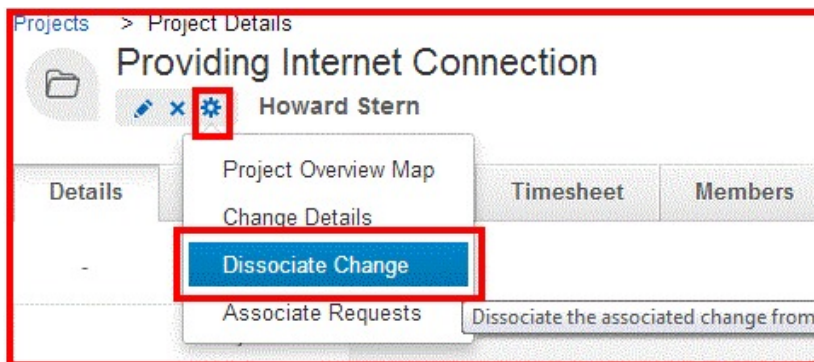 Projects > Project Details
Providing Internet Connection
Howard Stern
Project Overview Map
Details
Timesheet
Members
Change Details
-
Dissociate Change
Associate Requests
Dissociate the associated change from